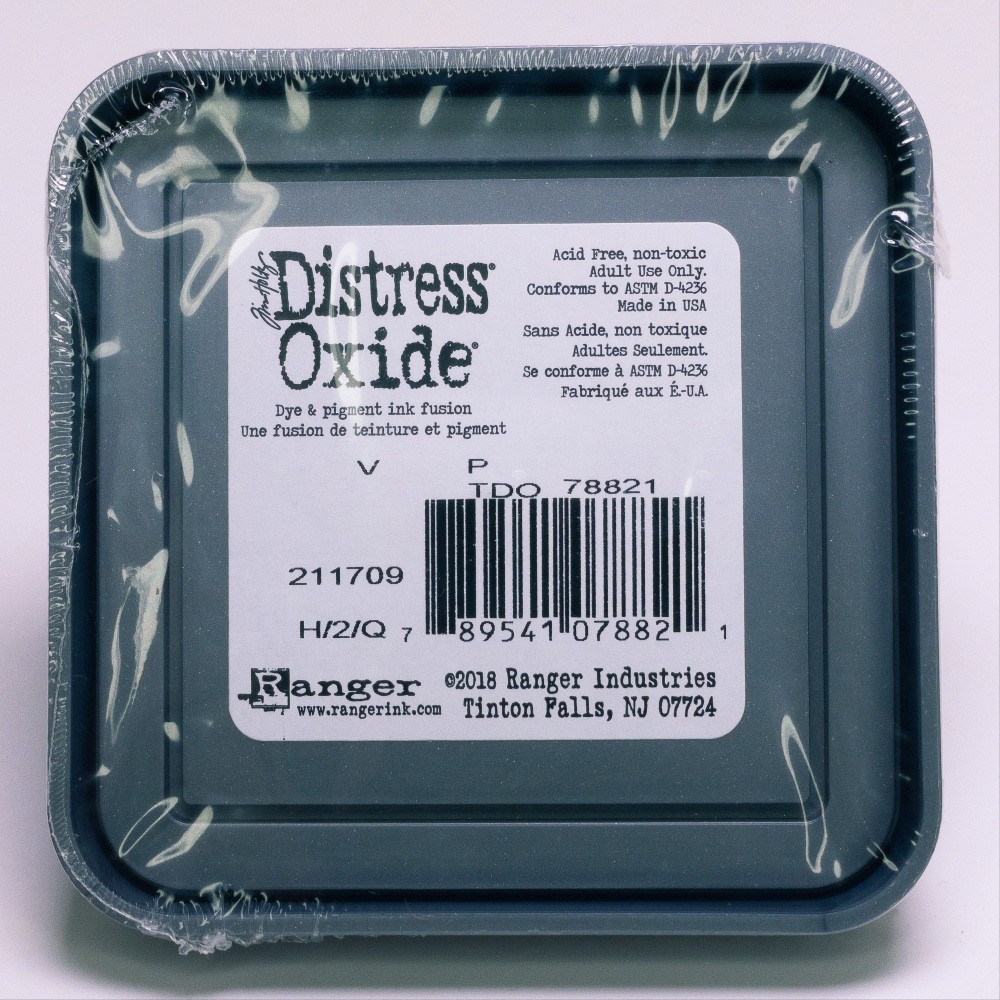 Tim Holtz
Distress®
Oxide®
Dye & pigment ink fusion
Une fusion de teinture et pigment
Acid Free, non-toxic
Adult Use Only.
Conforms to ASTM D-4236
Made in USA
Sans Acide, non toxique
Adultes Seulement.
Se conforme à ASTM D-4236
Fabriqué aux É-U.A.
V P
TDO 78821
211709
H/2/Q
7 89541 07882 1
Ranger
www.rangerink.com
©2018 Ranger Industries
Tinton Falls, NJ 07724